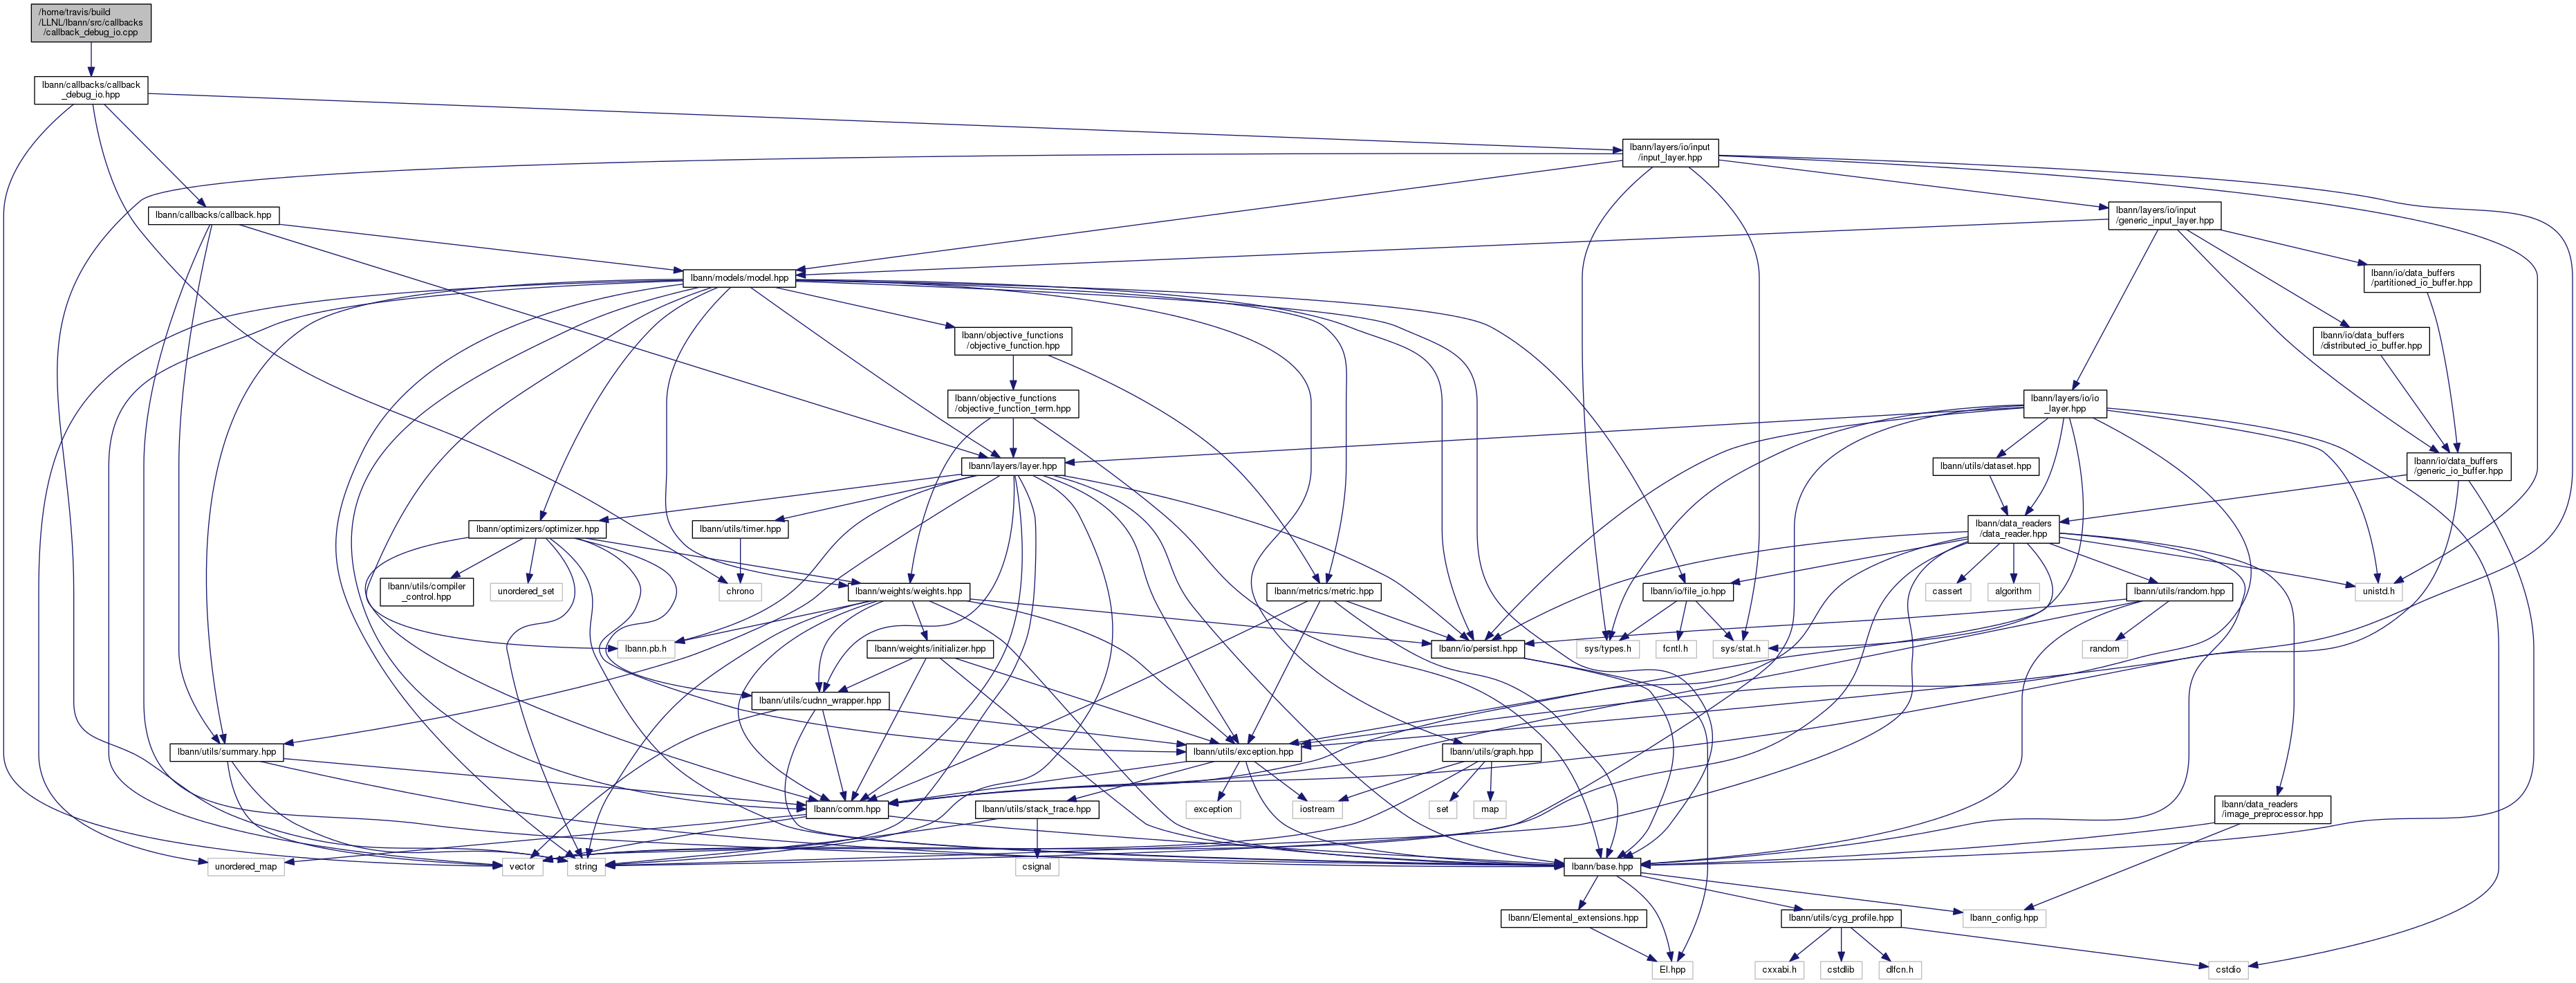 /home/travis/build
/LLNL/lbann/src/callbacks
/callback_debug_io.cpp
lbann/callbacks/callback
_debug_io.hpp
lbann/layers/io/input
/input_layer.hpp
lbann/callbacks/callback.hpp
lbann/layers/io/input
/generic_input_layer.hpp
lbann/models/model.hpp
lbann/io/data_buffers
/partitioned_io_buffer.hpp
lbann/objective_functions
/objective_function.hpp
lbann/io/data_buffers
/distributed_io_buffer.hpp
lbann/objective_functions
/objective_function_term.hpp
lbann/layers/io/io
_layer.hpp
lbann/layers/layer.hpp
lbann/utils/dataset.hpp
lbann/io/data_buffers
/generic_io_buffer.hpp
lbann/optimizers/optimizer.hpp
lbann/utils/timer.hpp
lbann/data_readers
/data_reader.hpp
lbann/utils/compiler
_control.hpp
unordered_set
chrono
lbann/weights/weights.hpp
lbann/metrics/metric.hpp
lbann/io/file_io.hpp
cassert
algorithm
lbann/utils/random.hpp
unistd.h
lbann.pb.h
lbann/weights/initializer.hpp
lbann/io/persist.hpp
sys/types.h
fcntl.h
sys/stat.h
random
lbann/utils/cudnn_wrapper.hpp
lbann/utils/summary.hpp
lbann/utils/exception.hpp
lbann/utils/graph.hpp
lbann/comm.hpp
lbann/utils/stack_trace.hpp
exception
iostream
set
map
lbann/data_readers
/image_preprocessor.hpp
unordered_map
vector
string
csignal
lbann/base.hpp
lbann/Elemental_extensions.hpp
lbann/utils/cyg_profile.hpp
lbann_config.hpp
El.hpp
cxxabi.h
cstdlib
dlfcn.h
cstdio